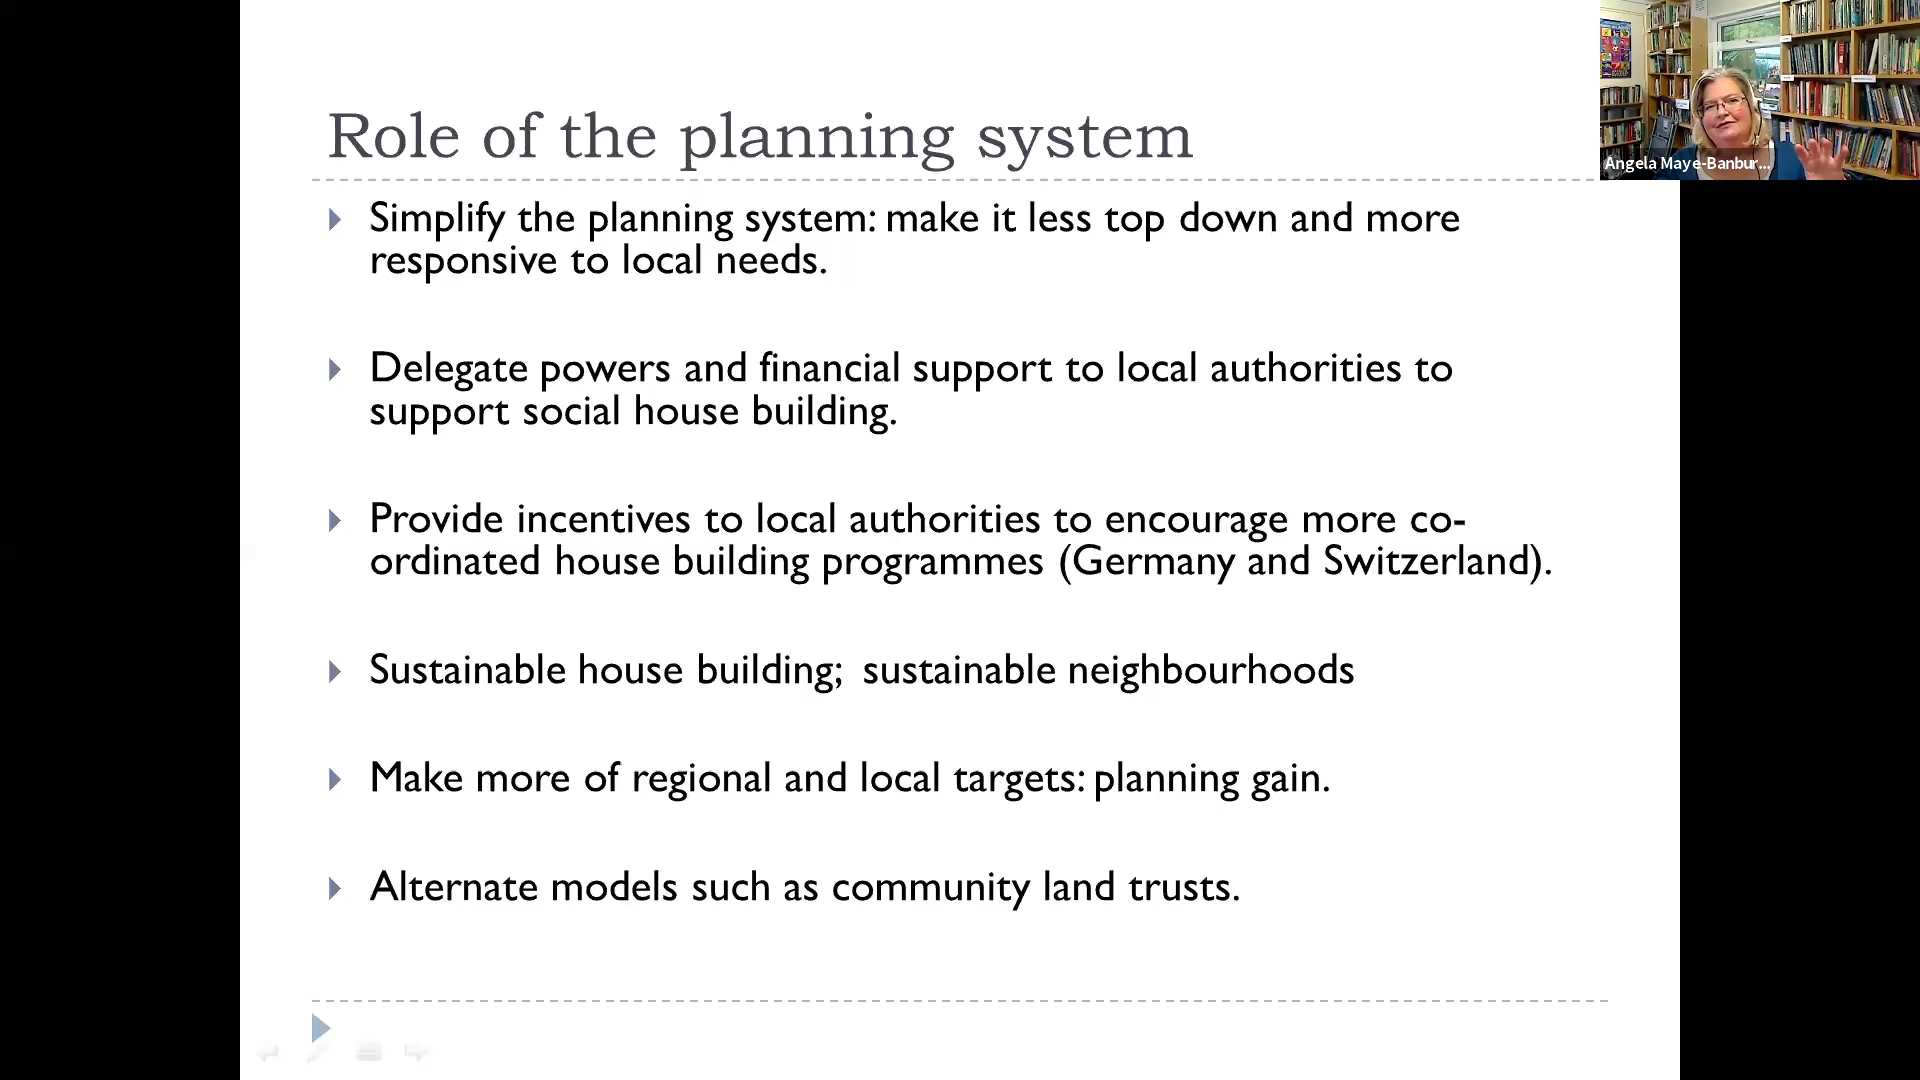 Role of the planning system
Angela Maye-Banbur...
Simplify the planning system: make it less top down and more
responsive to local needs.
Delegate powers and financial support to local authorities to
support social house building.
Provide incentives to local authorities to encourage more co-
ordinated house building programmes (Germany and Switzerland).
Sustainable house building; sustainable neighbourhoods
Make more of regional and local targets: planning gain.
Alternate models such as community land trusts.